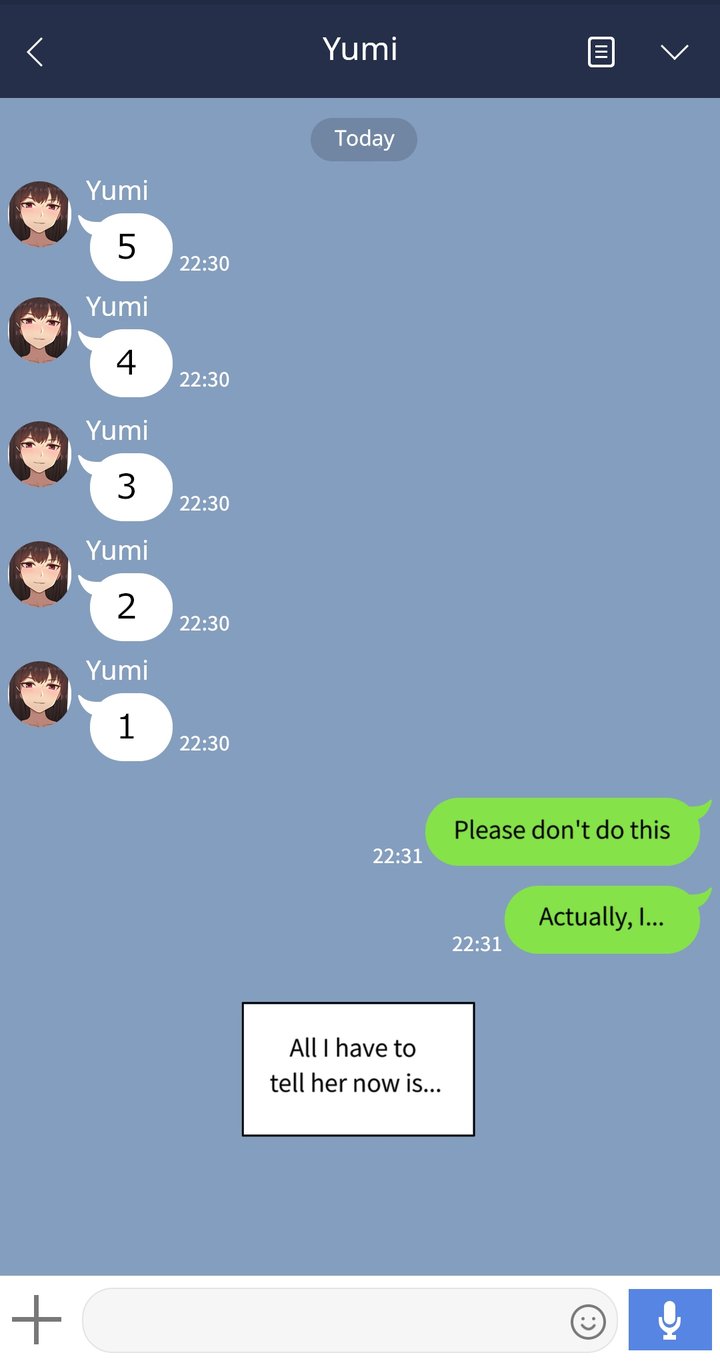 Yumi
Today
Yumi
5
22:30
Yumi
4
22:30
Yumi
3
22:30
Yumi
2
22:30
Yumi
1
22:30
Please don't do this
22:31
Actually, I...
22:31
All I have to
tell her now is...